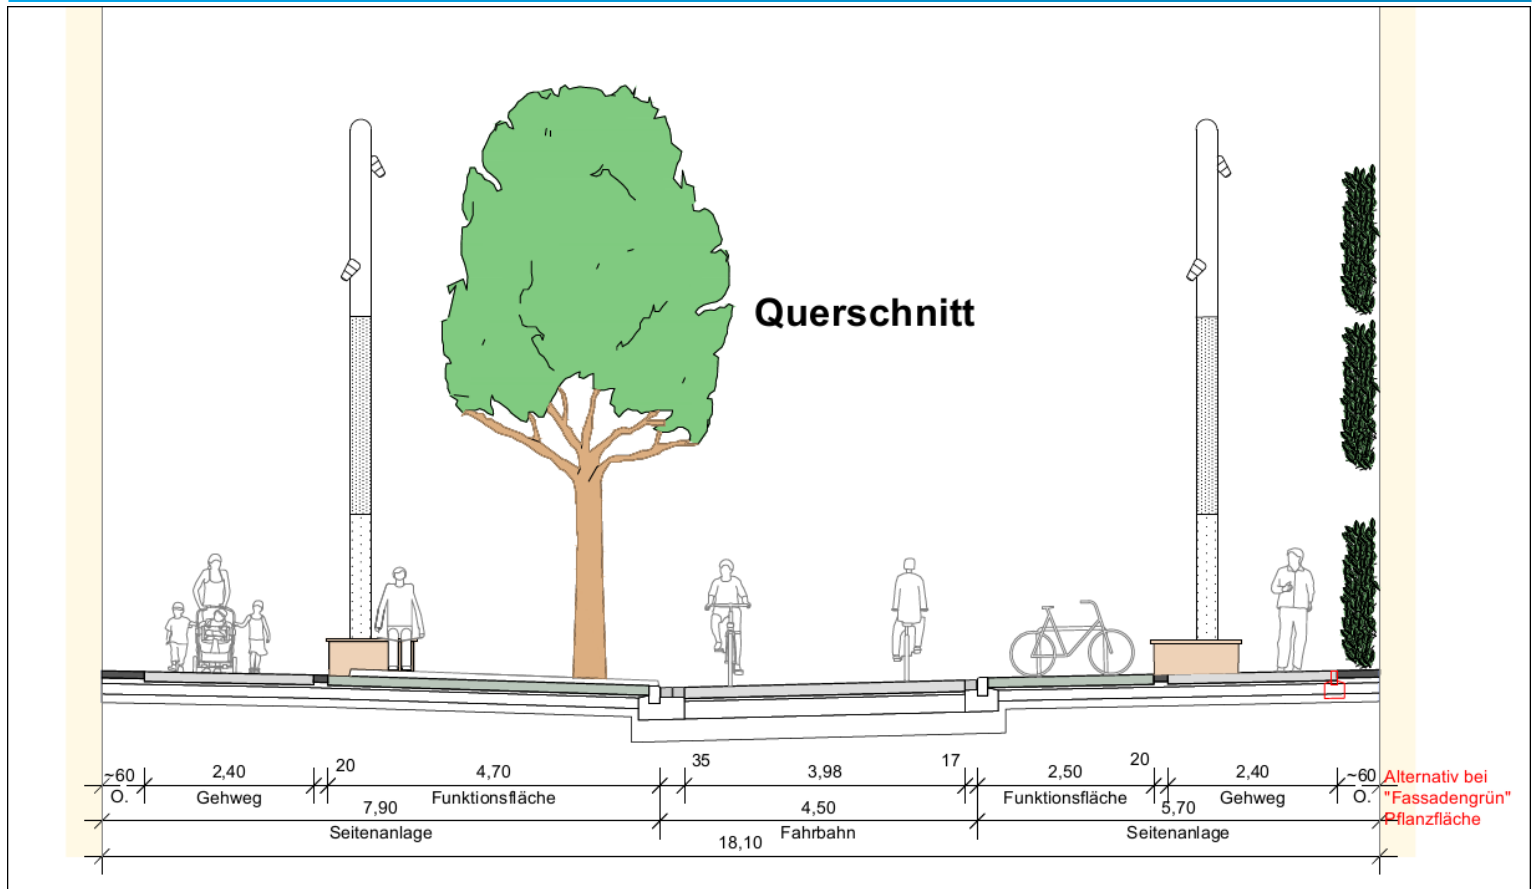 Querschnitt
~60
2,40
20
4,70
35
3,98
17
2,50
20
2,40
~60
O.
Gehweg
Funktionsfläche
Funktionsfläche
Gehweg
O.
7,90
4,50
5,70
Seitenanlage
Fahrbahn
Seitenanlage
18,10
Alternativ bei
"Fassadengrün"
Pflanzfläche